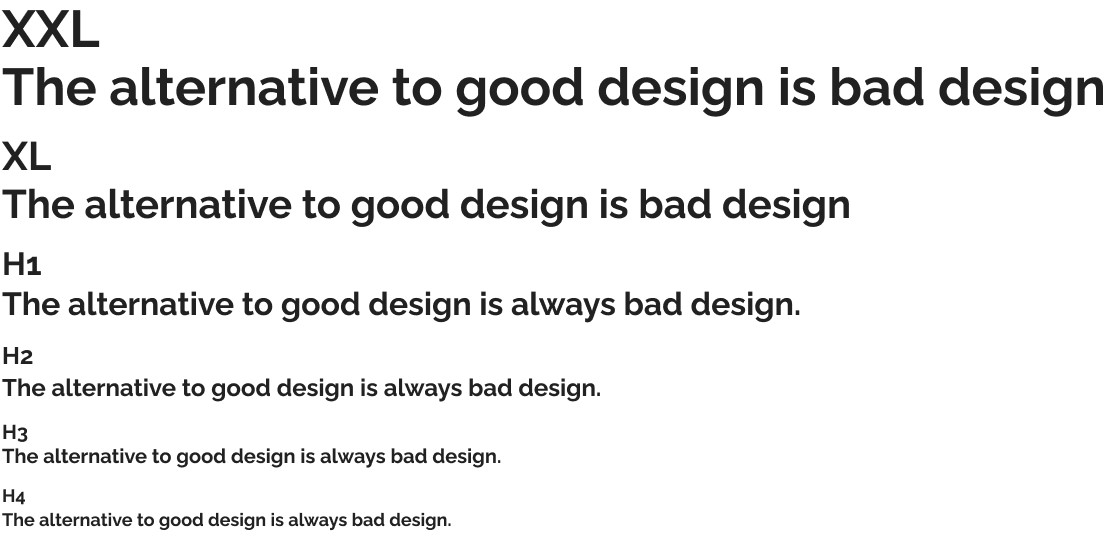 XXL
The alternative to good design is bad design
XL
The alternative to good design is bad design
H1
The alternative to good design is always bad design.
H2
The alternative to good design is always bad design.
H3
The alternative to good design is always bad design.
H4
The alternative to good design is always bad design.